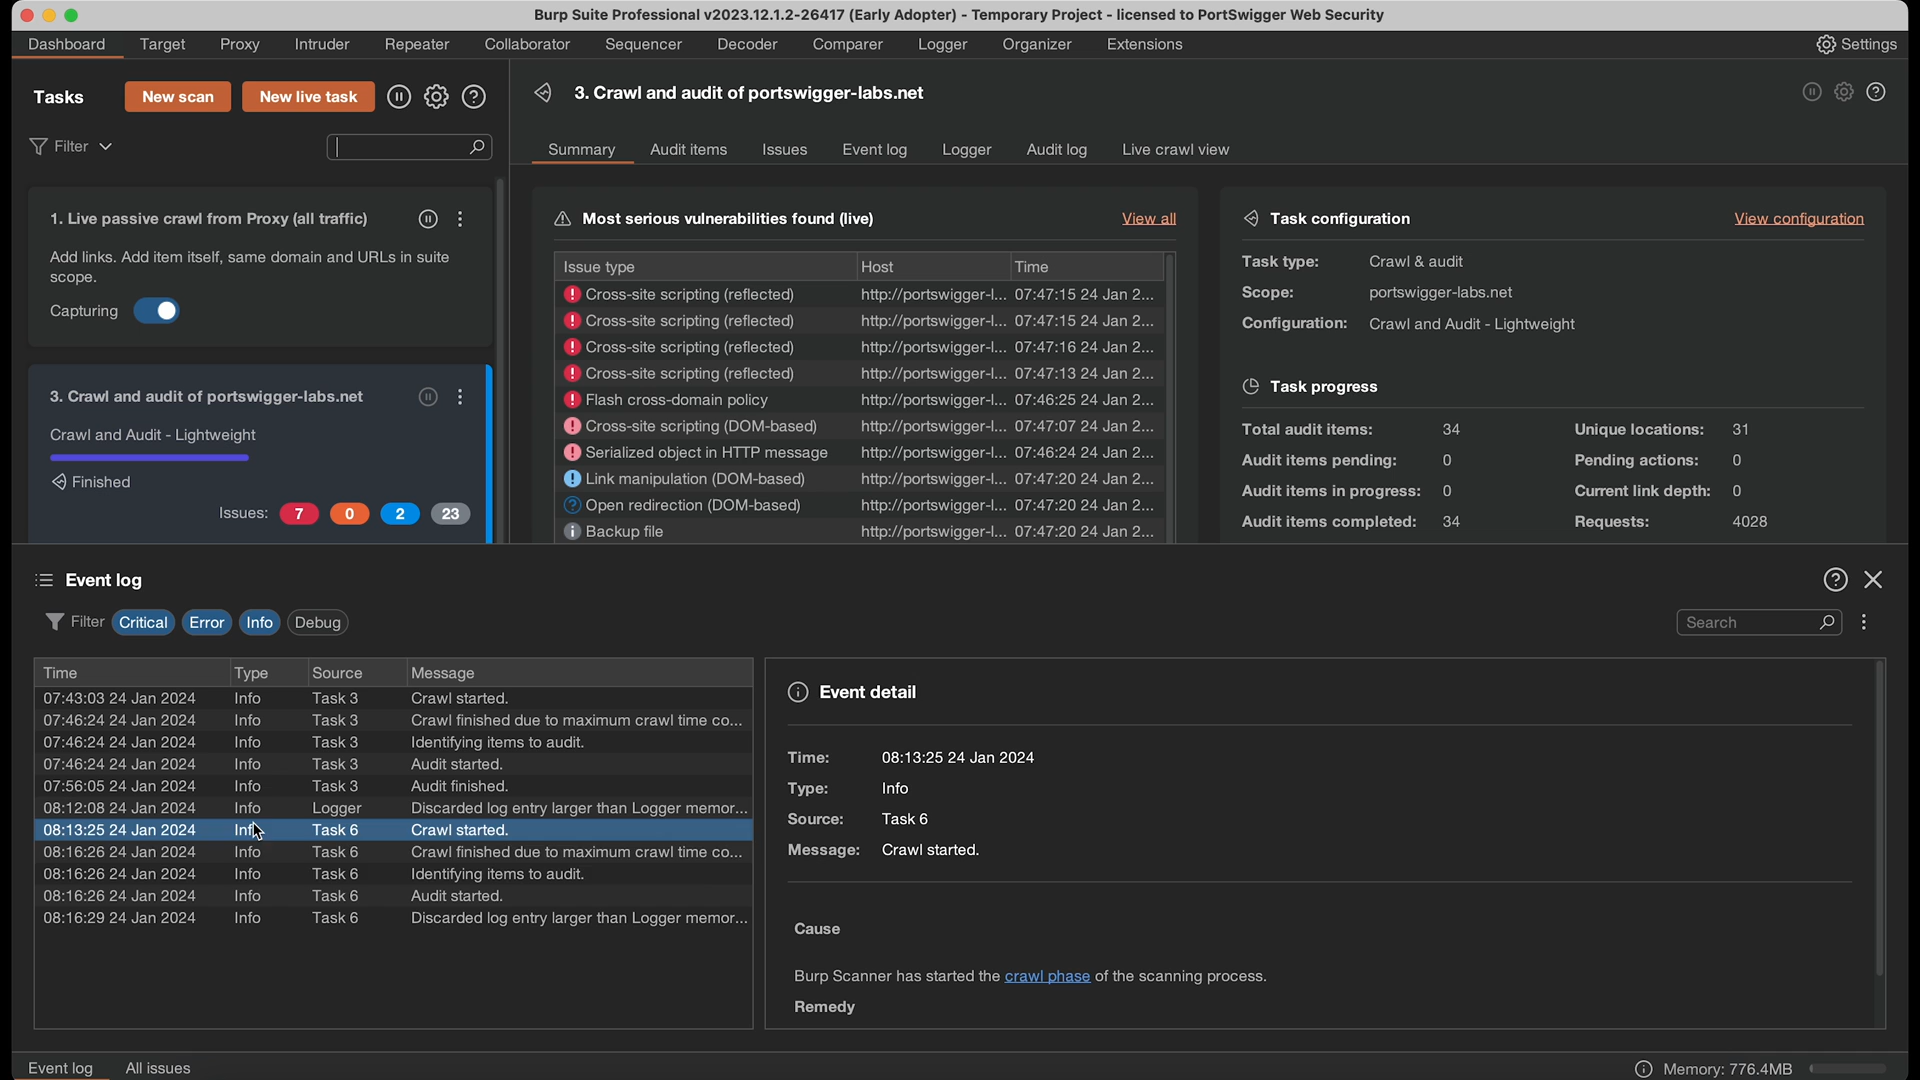 Burp Suite Professional v2023.12.1.2-26417 (Early Adopter) - Temporary Project - licensed to PortSwigger Web Security
Dashboard Target Proxy Intruder Repeater Collaborator Sequencer Decoder Comparer Logger Organizer Extensions Settings
Tasks New scan New live task
Filter
1. Live passive crawl from Proxy (all traffic)
Add links. Add item itself, same domain and URLs in suite
scope.
Capturing
3. Crawl and audit of portswigger-labs.net
Crawl and Audit - Lightweight
Finished
Issues: 7 0 2 23
3. Crawl and audit of portswigger-labs.net
Summary Audit items Issues Event log Logger Audit log Live crawl view
Most serious vulnerabilities found (live) View all
Issue type Host Time
Cross-site scripting (reflected) http://portswigger-l... 07:47:15 24 Jan 2...
Cross-site scripting (reflected) http://portswigger-l... 07:47:15 24 Jan 2...
Cross-site scripting (reflected) http://portswigger-l... 07:47:16 24 Jan 2...
Cross-site scripting (reflected) http://portswigger-l... 07:47:13 24 Jan 2...
Flash cross-domain policy http://portswigger-l... 07:46:25 24 Jan 2...
Cross-site scripting (DOM-based) http://portswigger-l... 07:47:07 24 Jan 2...
Serialized object in HTTP message http://portswigger-l... 07:46:24 24 Jan 2...
Link manipulation (DOM-based) http://portswigger-l... 07:47:20 24 Jan 2...
Open redirection (DOM-based) http://portswigger-l... 07:47:20 24 Jan 2...
Backup file http://portswigger-l... 07:47:20 24 Jan 2...
Task configuration View configuration
Task type: Crawl & audit
Scope: portswigger-labs.net
Configuration: Crawl and Audit - Lightweight
Task progress
Total audit items: 34 Unique locations: 31
Audit items pending: 0 Pending actions: 0
Audit items in progress: 0 Current link depth: 0
Audit items completed: 34 Requests: 4028
Event log
Filter Critical Error Info Debug Search
Time Type Source Message
07:43:03 24 Jan 2024 Info Task 3 Crawl started.
07:46:24 24 Jan 2024 Info Task 3 Crawl finished due to maximum crawl time co...
07:46:24 24 Jan 2024 Info Task 3 Identifying items to audit.
07:46:24 24 Jan 2024 Info Task 3 Audit started.
07:56:05 24 Jan 2024 Info Task 3 Audit finished.
08:12:08 24 Jan 2024 Info Logger Discarded log entry larger than Logger memor...
08:13:25 24 Jan 2024 Info Task 6 Crawl started.
08:16:26 24 Jan 2024 Info Task 6 Crawl finished due to maximum crawl time co...
08:16:26 24 Jan 2024 Info Task 6 Identifying items to audit.
08:16:26 24 Jan 2024 Info Task 6 Audit started.
08:16:29 24 Jan 2024 Info Task 6 Discarded log entry larger than Logger memor...
Event detail
Time: 08:13:25 24 Jan 2024
Type: Info
Source: Task 6
Message: Crawl started.
Cause
Burp Scanner has started the crawl phase of the scanning process.
Remedy
Event log All issues Memory: 776.4MB